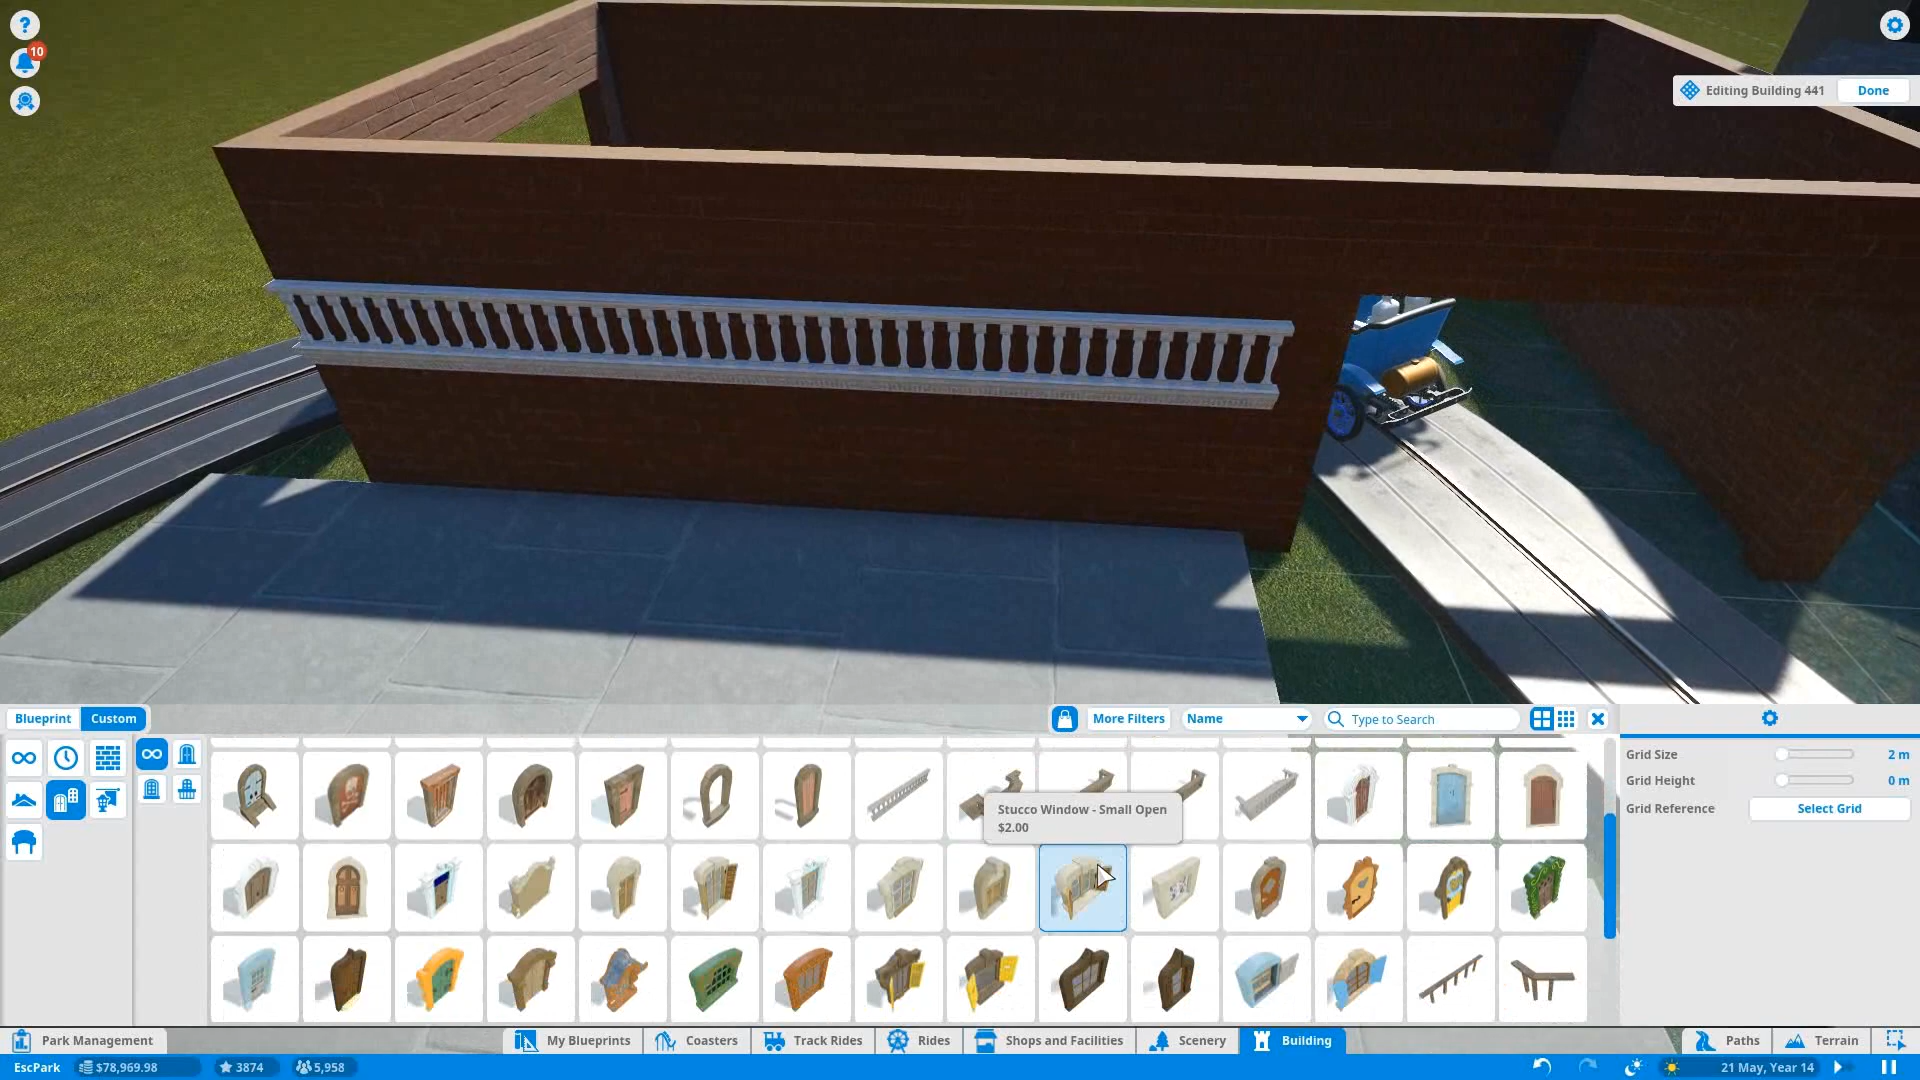 ?
10
Editing Building 441
Done
Blueprint
Custom
More Filters
Name
Type to Search
Grid Size
2 m
Grid Height
0 m
Grid Reference
Select Grid
Stucco Window - Small Open
$2.00
Park Management
My Blueprints
Coasters
Track Rides
Rides
Shops and Facilities
Scenery
Building
Paths
Terrain
EscPark
$78,969.98
3874
5,958
21 May, Year 14